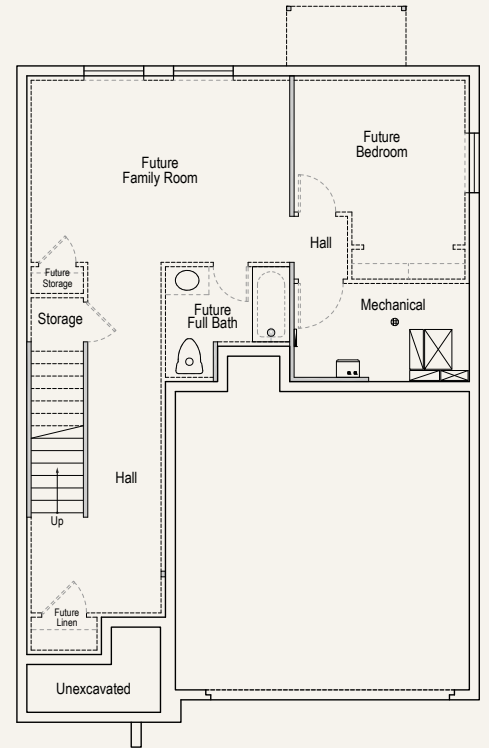 Future
Family Room
Future
Bedroom
Hall
Future
Storage
Storage
Future
Full Bath
Mechanical
Hall
Up
Future
Linen
Unexcavated